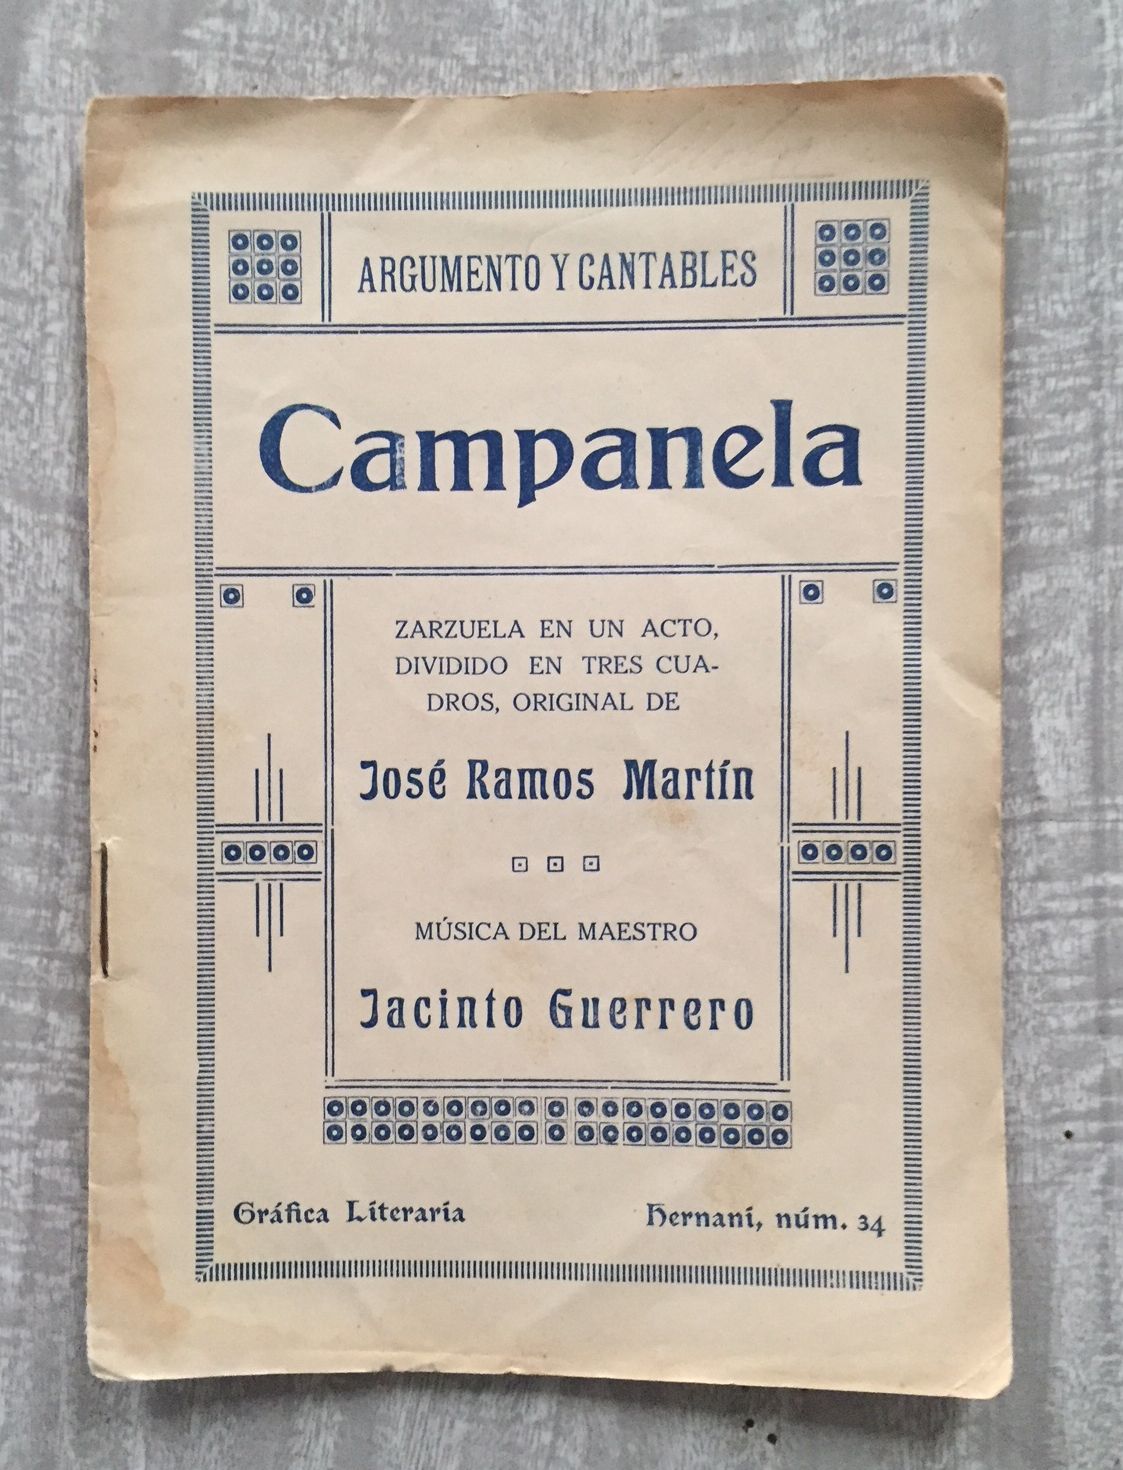 ARGUMENTO Y CANTABLES
Campanela
ZARZUELA EN UN ACTO,
DIVIDIDO EN TRES CUA-
DROS, ORIGINAL DE
José Ramos Martín
MÚSICA DEL MAESTRO
Jacinto Guerrero
Gráfica Literaria
Hernani, núm. 34